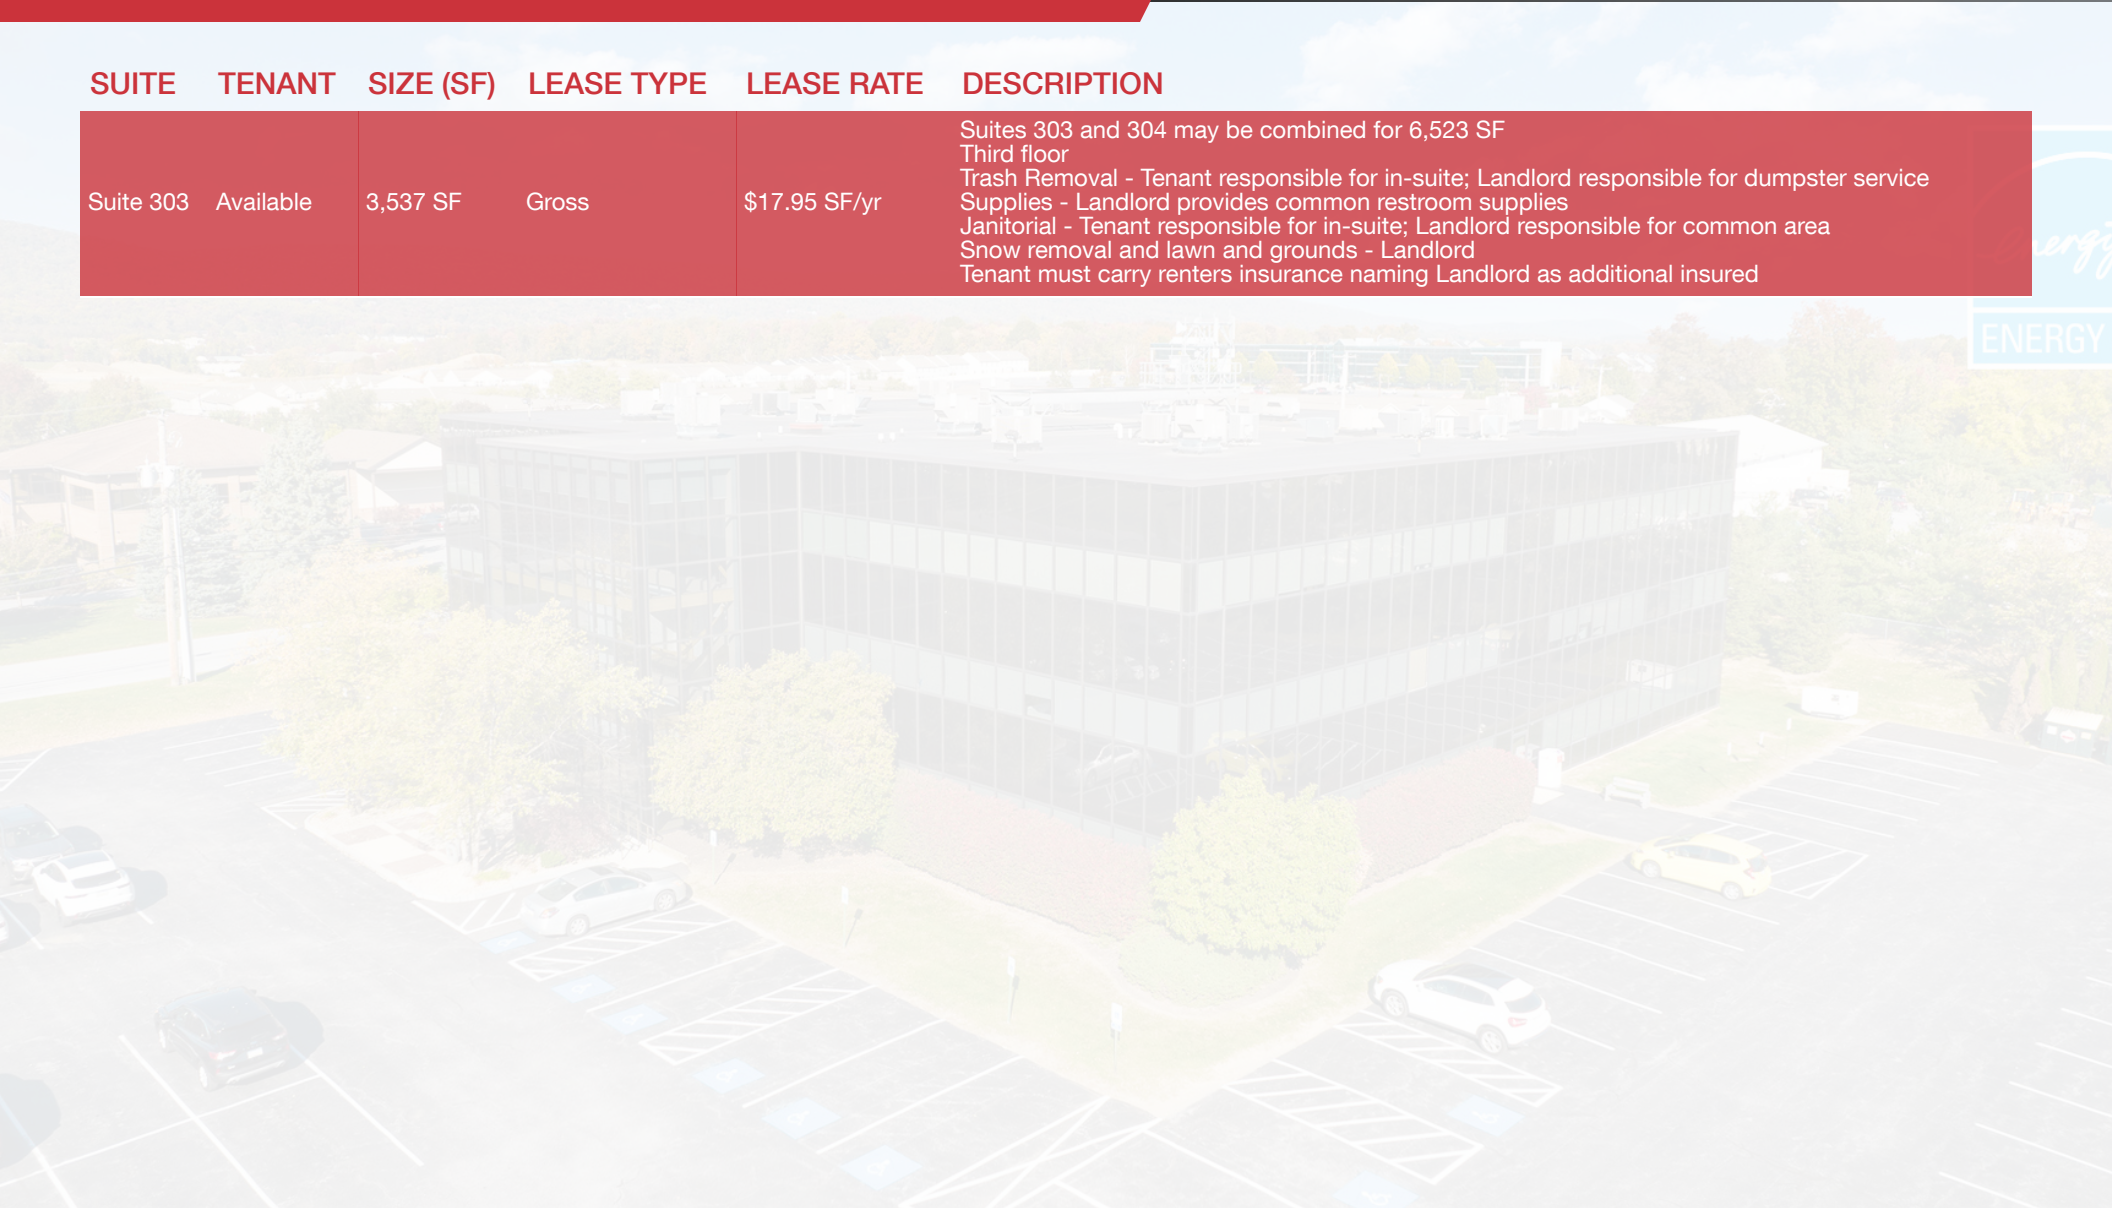 SUITE TENANT SIZE (SF) LEASE TYPE LEASE RATE DESCRIPTION
Suite 303 Available 3,537 SF Gross $17.95 SF/yr
Suites 303 and 304 may be combined for 6,523 SF
Third floor
Trash Removal - Tenant responsible for in-suite; Landlord responsible for dumpster service
Supplies - Landlord provides common restroom supplies
Janitorial - Tenant responsible for in-suite; Landlord responsible for common area
Snow removal and lawn and grounds - Landlord
Tenant must carry renters insurance naming Landlord as additional insured
energy
ENERGY